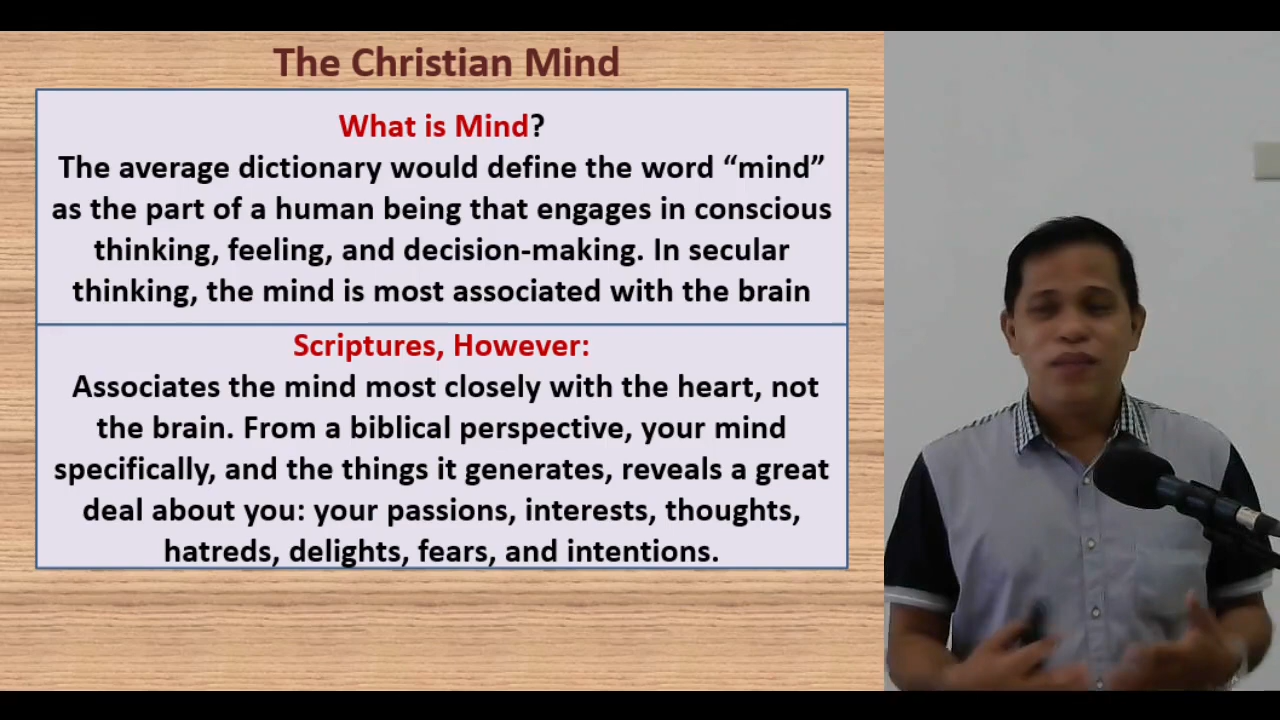 The Christian Mind
What is Mind?
The average dictionary would define the word “mind”
as the part of a human being that engages in conscious
thinking, feeling, and decision-making. In secular
thinking, the mind is most associated with the brain
Scriptures, However:
Associates the mind most closely with the heart, not
the brain. From a biblical perspective, your mind
specifically, and the things it generates, reveals a great
deal about you: your passions, interests, thoughts,
hatreds, delights, fears, and intentions.